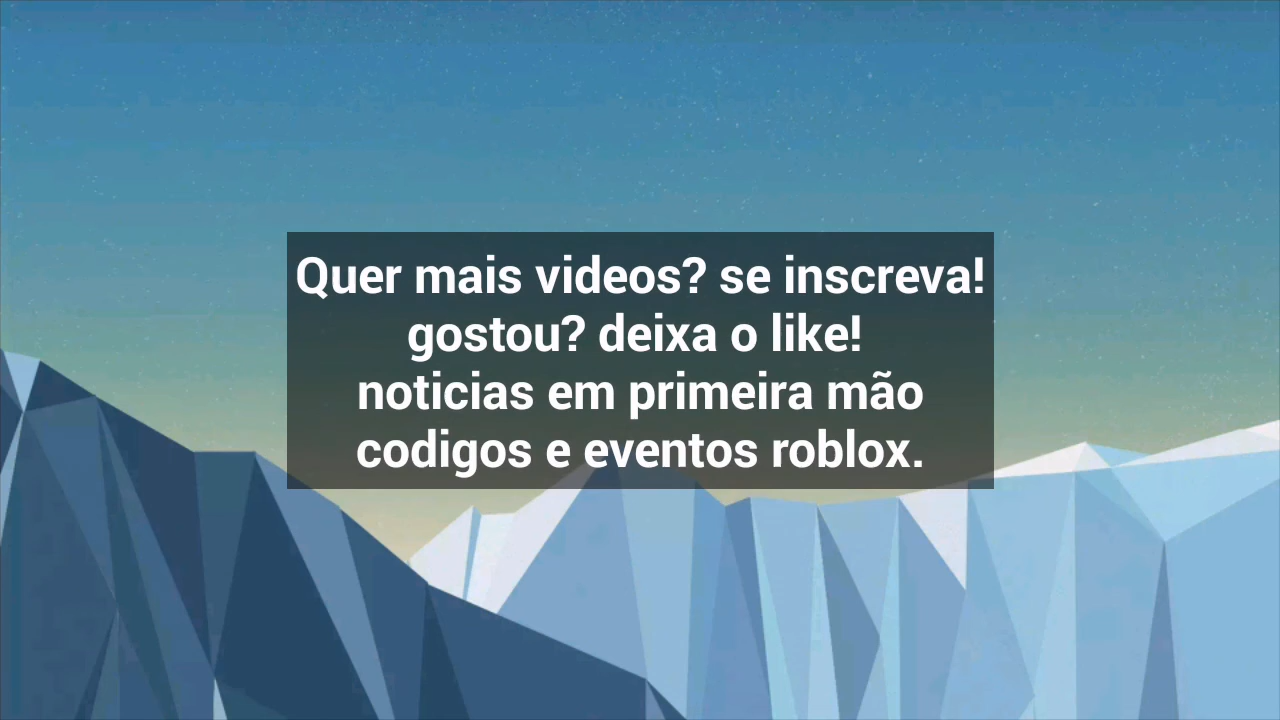 Quer mais videos? se inscreva!
gostou? deixa o like!
noticias em primeira mão
codigos e eventos roblox.